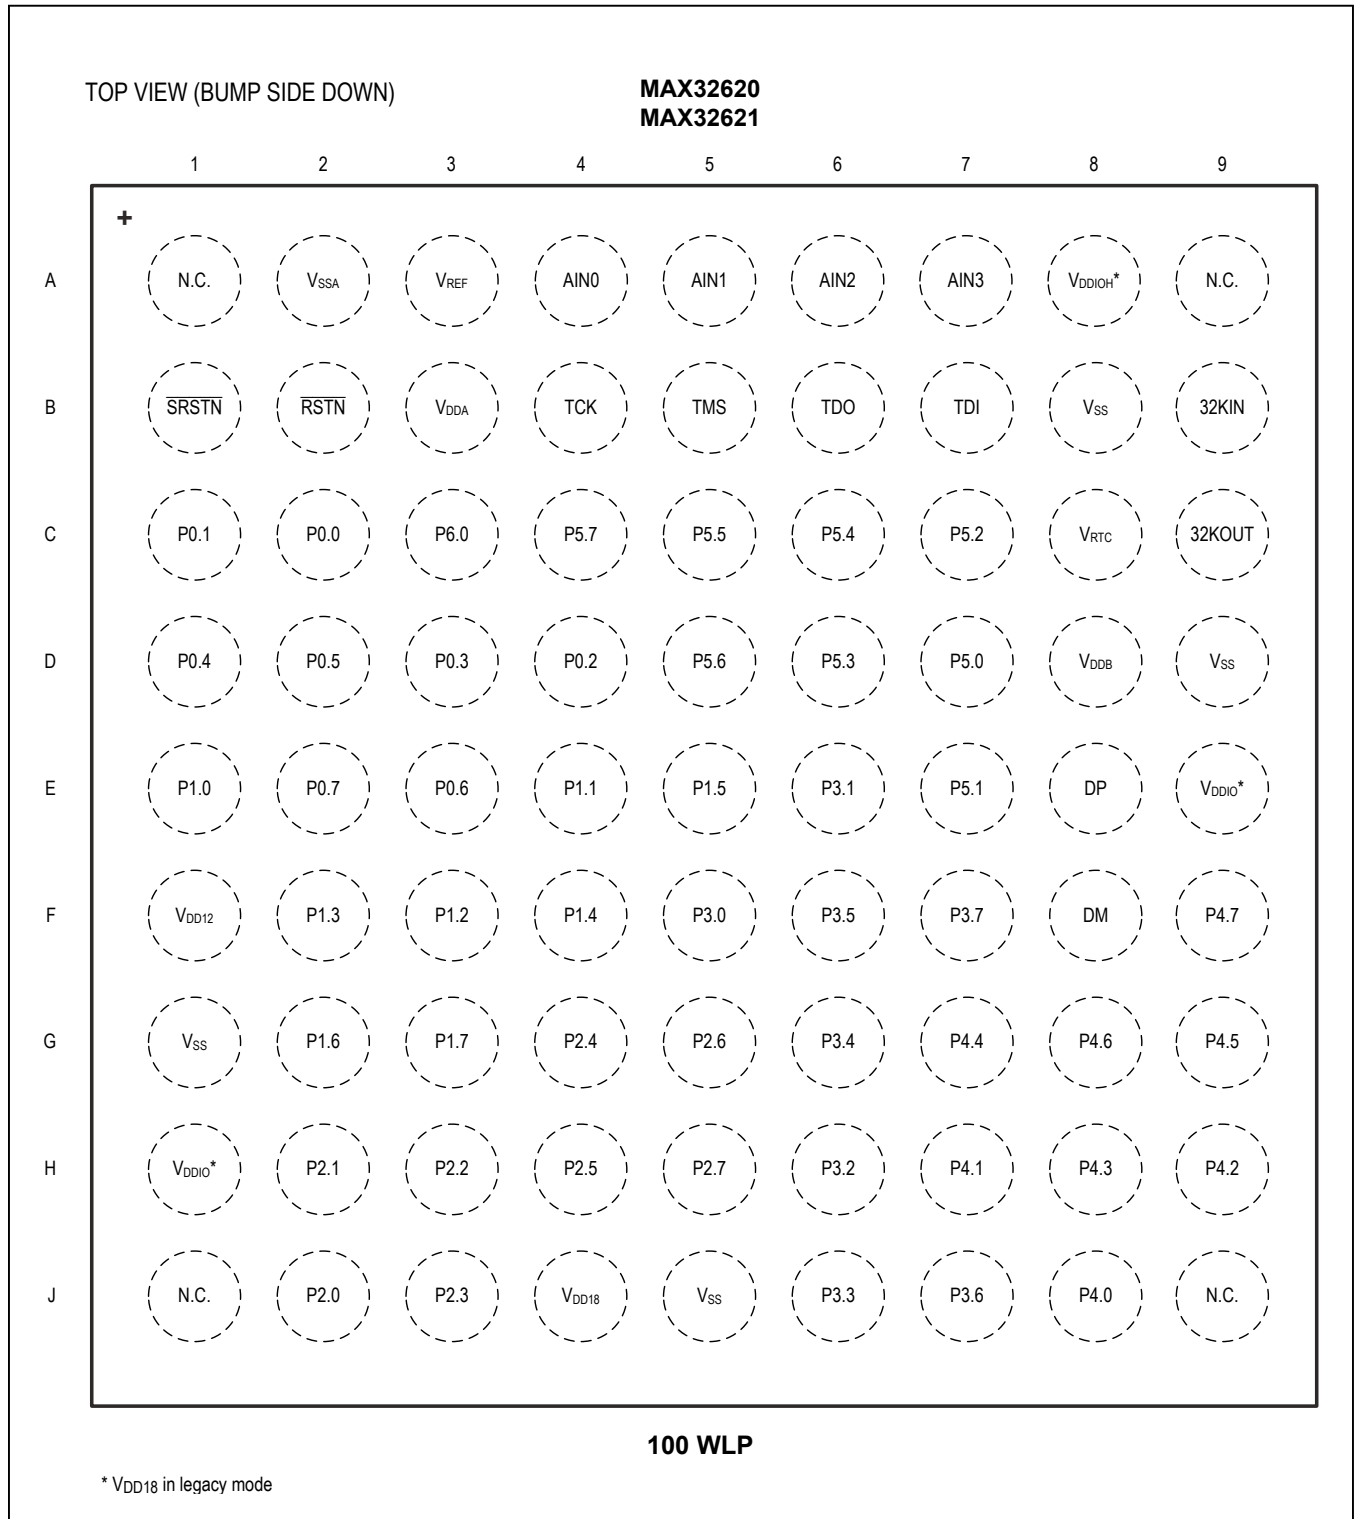 TOP VIEW (BUMP SIDE DOWN)
MAX32620
MAX32621
1 2 3 4 5 6 7 8 9
+
A N.C. VSSA VREF AIN0 AIN1 AIN2 AIN3 VDDIOH* N.C.
B SRSTN RSTN VDDA TCK TMS TDO TDI VSS 32KIN
C P0.1 P0.0 P6.0 P5.7 P5.5 P5.4 P5.2 VRTC 32KOUT
D P0.4 P0.5 P0.3 P0.2 P5.6 P5.3 P5.0 VDDB VSS
E P1.0 P0.7 P0.6 P1.1 P1.5 P3.1 P5.1 DP VDDIO*
F VDD12 P1.3 P1.2 P1.4 P3.0 P3.5 P3.7 DM P4.7
G VSS P1.6 P1.7 P2.4 P2.6 P3.4 P4.4 P4.6 P4.5
H VDDIO* P2.1 P2.2 P2.5 P2.7 P3.2 P4.1 P4.3 P4.2
J N.C. P2.0 P2.3 VDD18 VSS P3.3 P3.6 P4.0 N.C.
100 WLP
* VDD18 in legacy mode